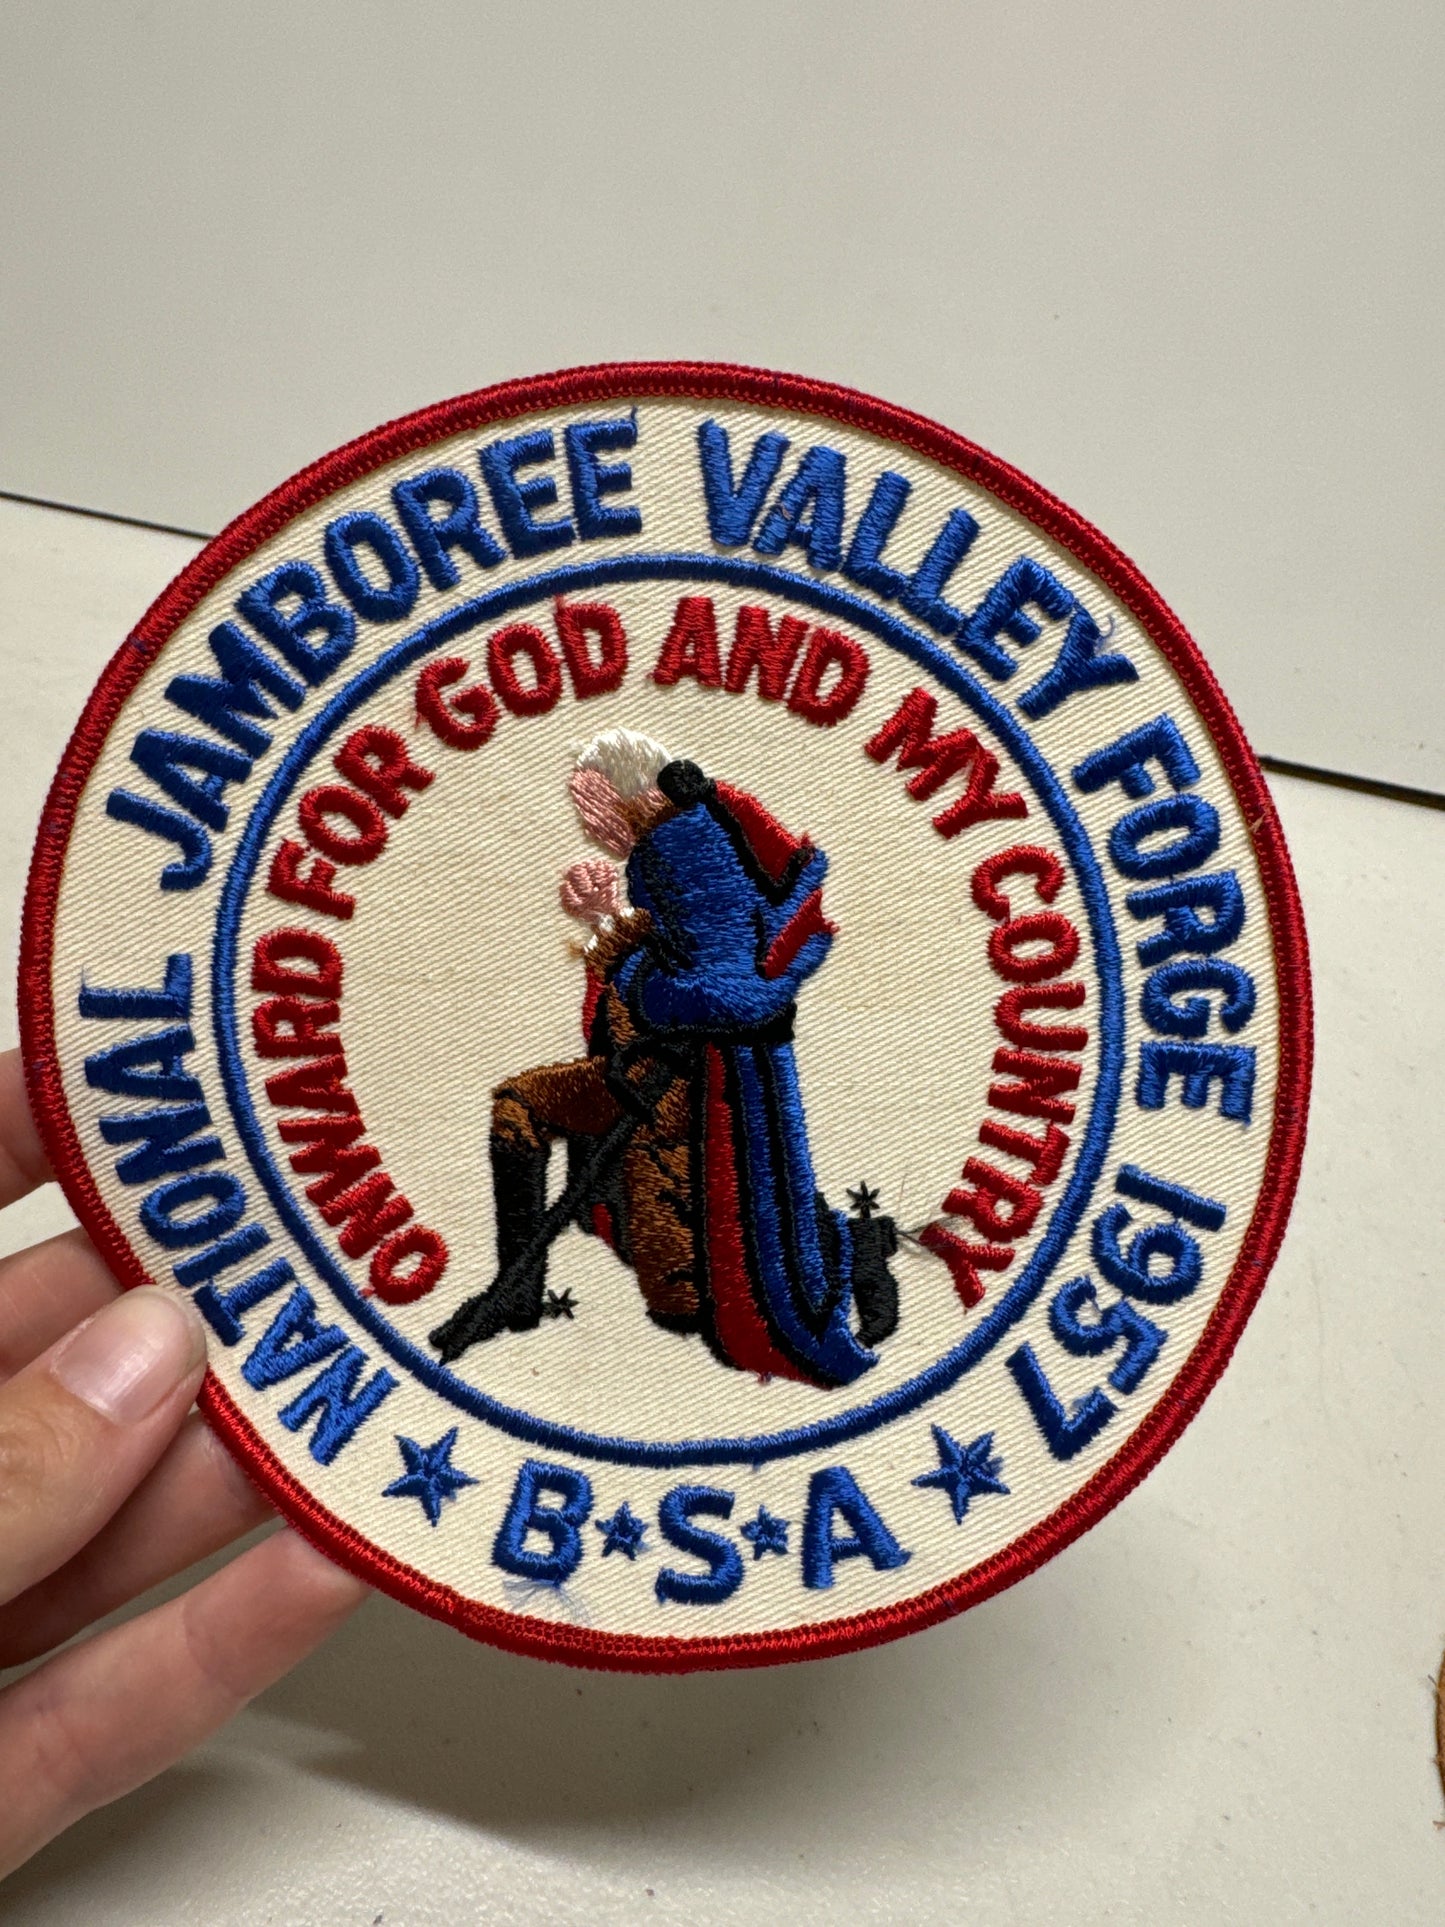 NATIONAL JAMBOREE VALLEY FORGE 1957
ONWARD FOR GOD AND MY COUNTRY
★ B★S★A ★